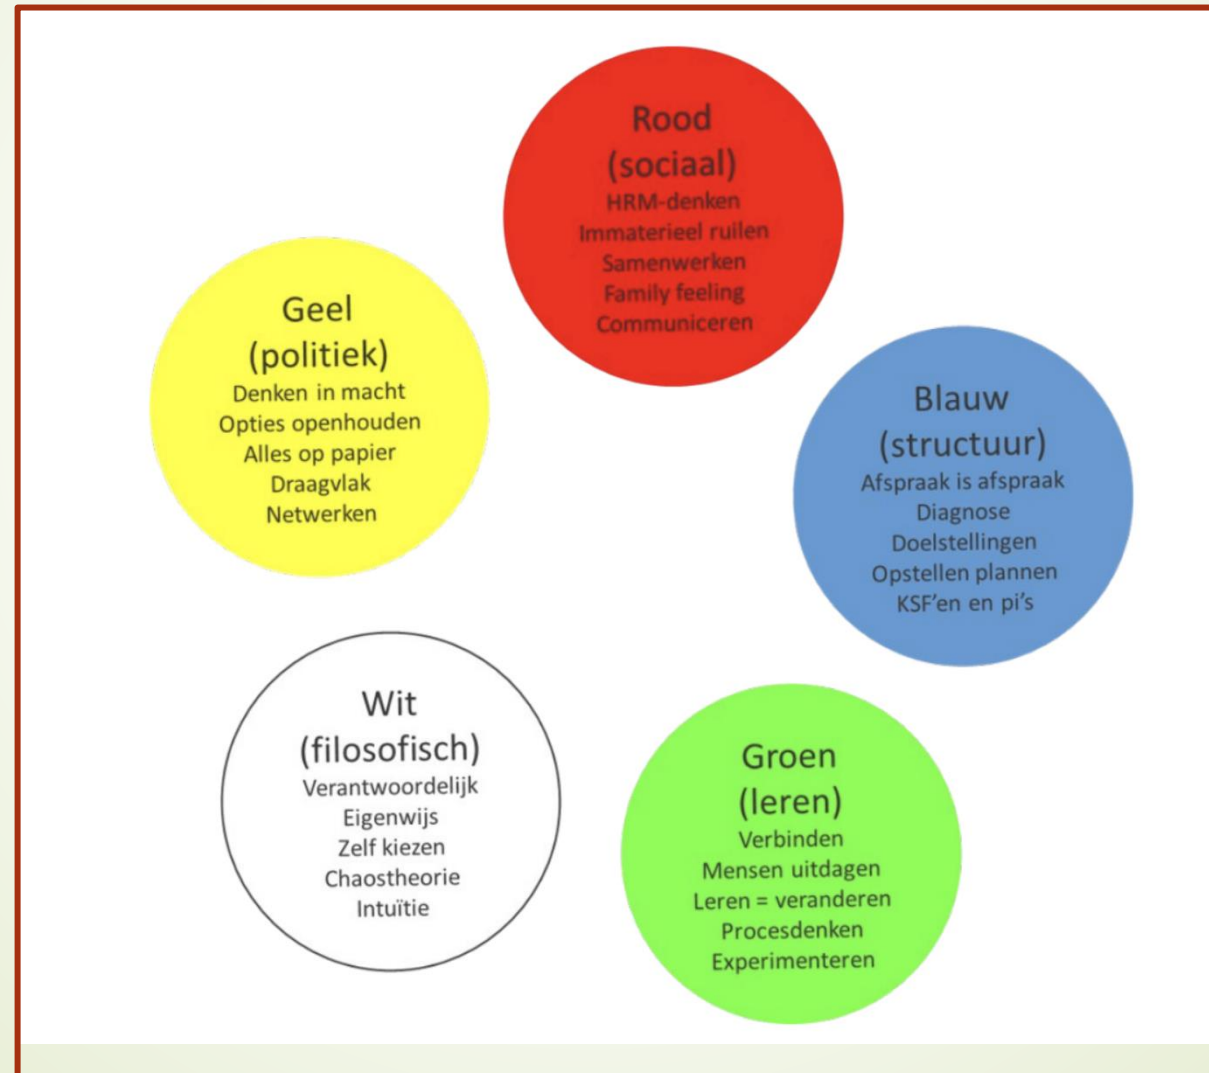 Rood
(sociaal)
HRM-denken
Immaterieel ruilen
Samenwerken
Family feeling
Communiceren
Geel
(politiek)
Denken in macht
Opties openhouden
Alles op papier
Draagvlak
Netwerken
Blauw
(structuur)
Afspraak is afspraak
Diagnose
Doelstellingen
Opstellen plannen
KSF'en en pi's
Wit
(filosofisch)
Verantwoordelijk
Eigenwijs
Zelf kiezen
Chaostheorie
Intuïtie
Groen
(leren)
Verbinden
Mensen uitdagen
Leren = veranderen
Procesdenken
Experimenteren